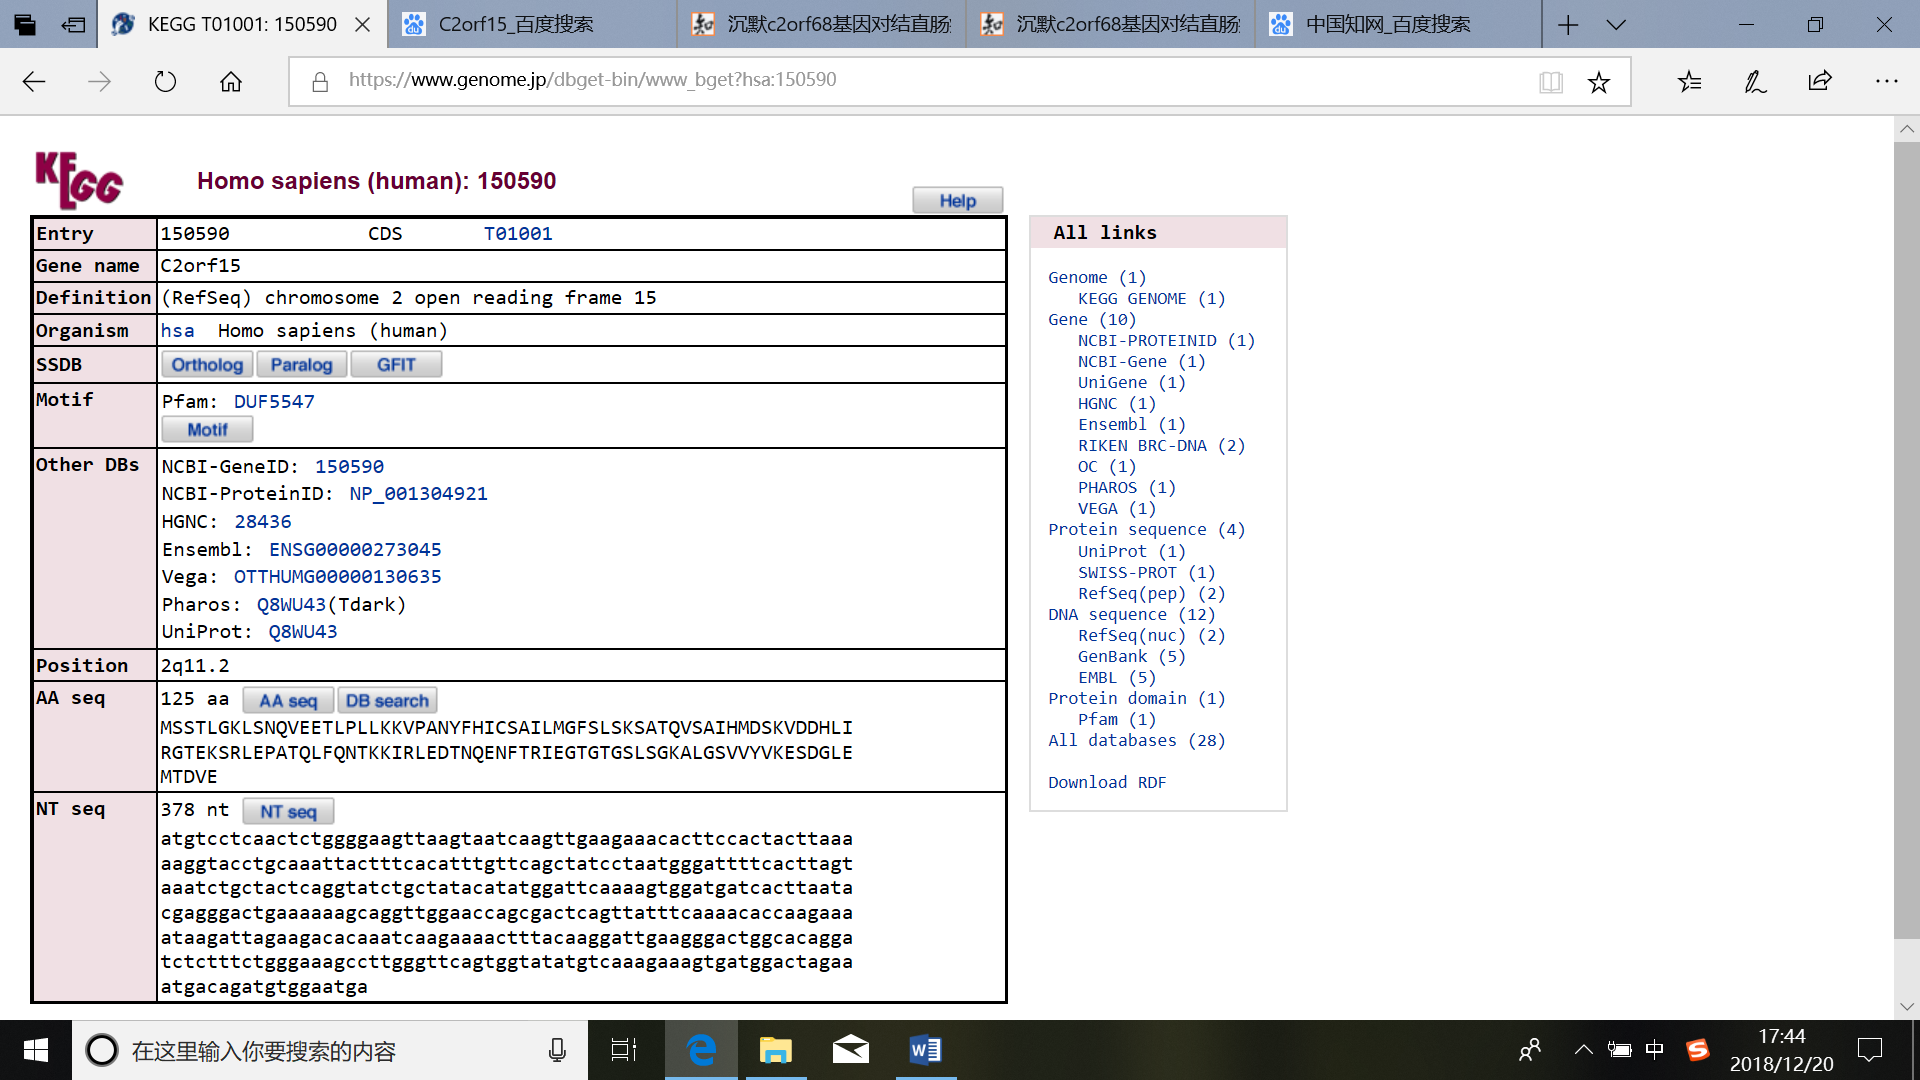 KEGG T01001: 150590
C2orf15_百度搜索
沉默c2orf68基因对结直肠
沉默c2orf68基因对结直肠
中国知网_百度搜索
https://www.genome.jp/dbget-bin/www_bget?hsa:150590
KEGG
Homo sapiens (human): 150590
Help
Entry 150590 CDS T01001
Gene name C2orf15
Definition (RefSeq) chromosome 2 open reading frame 15
Organism hsa Homo sapiens (human)
SSDB Ortholog Paralog GFIT
Motif Pfam: DUF5547
Motif
Other DBs NCBI-GeneID: 150590
NCBI-ProteinID: NP_001304921
HGNC: 28436
Ensembl: ENSG00000273045
Vega: OTTHUMG00000130635
Pharos: Q8WU43(Tdark)
UniProt: Q8WU43
Position 2q11.2
AA seq 125 aa AA seq DB search
MSSTLGKLSNQVEETLPLLKKVPANYFHICSAILMGFSLSKSATQVSAIHMDSKVDDHLI
RGTEKSRLEPATQLFQNTKKIRLEDTNQENFTRIEGTGTGSLSGKALGSVVYVKESDGLE
MTDVE
NT seq 378 nt NT seq
atgtcctcaactctggggaagttaagtaatcaagttgaagaaacacttccactacttaaa
aaggtacctgcaaattactttcacatttgttcagctatcctaatgggattttcacttagt
aaatctgctactcaggtatctgctatacatatggattcaaaagtggatgatcacttaata
cgagggactgaaaaaagcaggttggaaccagcgactcagttatttcaaaacaccaagaaa
ataagattagaagacacaaatcaagaaaactttacaaggattgaagggactggcacagga
tctctttctgggaaagccttgggttcagtggtatatgtcaaagaaagtgatggactagaa
atgacagatgtggaatga
All links
Genome (1)
KEGG GENOME (1)
Gene (10)
NCBI-PROTEINID (1)
NCBI-Gene (1)
UniGene (1)
HGNC (1)
Ensembl (1)
RIKEN BRC-DNA (2)
OC (1)
PHAROS (1)
VEGA (1)
Protein sequence (4)
UniProt (1)
SWISS-PROT (1)
RefSeq(pep) (2)
DNA sequence (12)
RefSeq(nuc) (2)
GenBank (5)
EMBL (5)
Protein domain (1)
Pfam (1)
All databases (28)
Download RDF
在这里输入你要搜索的内容
中
17:44
2018/12/20